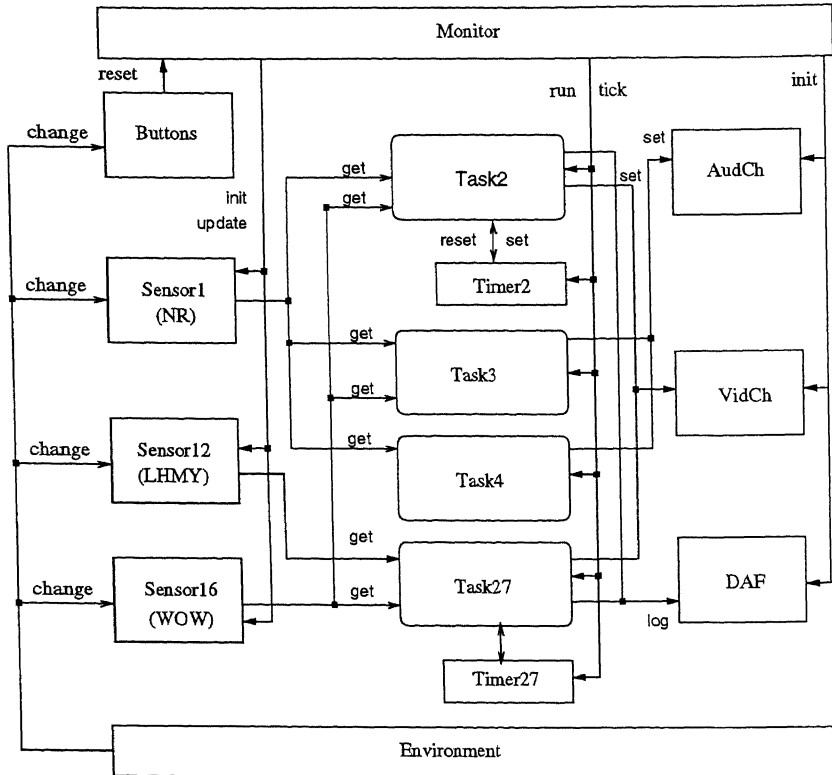 Monitor
reset
run
tick
init
change
Buttons
get
set
AudCh
Task2
set
get
init
update
reset
set
change
Sensor1
(NR)
Timer2
get
Task3
VidCh
get
change
Sensor12
(LHMY)
get
Task4
get
change
Sensor16
(WOW)
get
Task27
DAF
log
Timer27
Environment